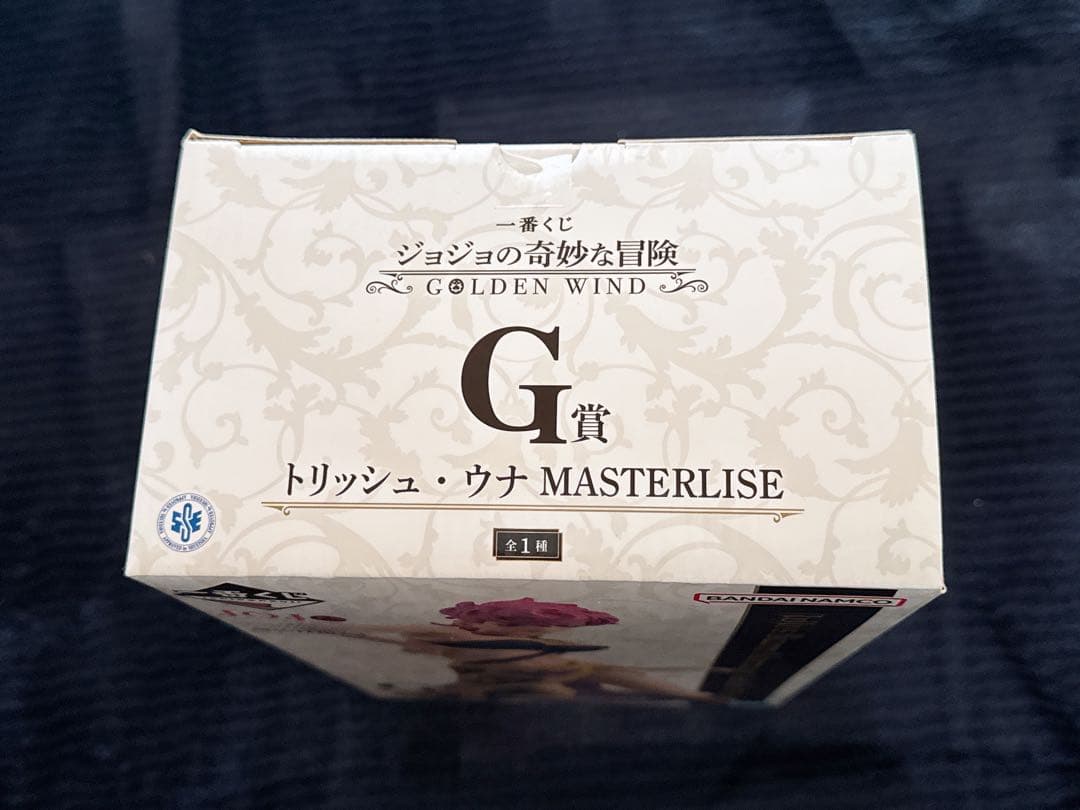 一番くじ
ジョジョの奇妙な冒険
GOLDEN WIND
G賞
トリッシュ・ウナ MASTERLISE
全1種
BANDAI NAMCO